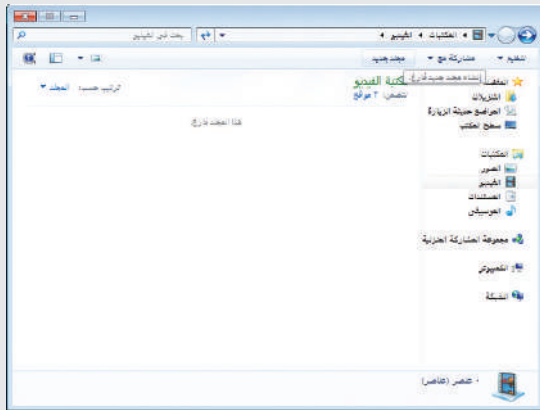 المكتبات ◂ الفيديو ◂
بحث في الفيديو
تنظيم ▾ مشاركة مع ▾ مجلد جديد
إنشاء مجلد جديد فارغ.
مكتبة الفيديو
تتضمن: ٢ موقع
ترتيب حسب: المجلد ▾
هذا المجلد فارغ.
التنزيلات
المواضع حديثة الزيارة
سطح المكتب
المكتبات
الصور
الفيديو
المستندات
الموسيقى
مجموعة المشاركة المنزلية
الكمبيوتر
الشبكة
٠ عنصر (عناصر)